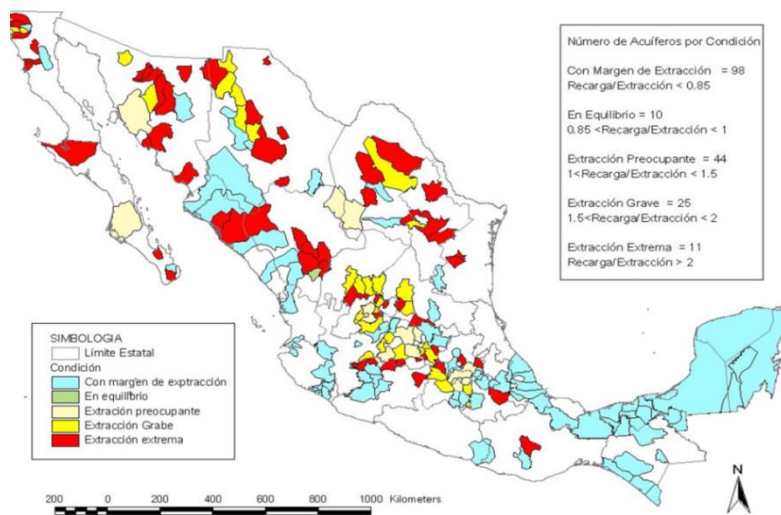 Número de Acuíferos por Condición
Con Margen de Extracción = 98
Recarga/Extracción < 0.85
En Equilibrio = 10
0.85 <Recarga/Extracción < 1
Extracción Preocupante = 44
1<Recarga/Extracción < 1.5
Extracción Grave = 25
1.5<Recarga/Extracción < 2
Extracción Extrema = 11
Recarga/Extracción > 2
SIMBOLOGIA
Límite Estatal
Condición
Con margen de exptracción
En equilibrio
Extración preocupante
Extracción Grabe
Extracción extrema
200 0 200 400 600 800 1000 Kilometers
N